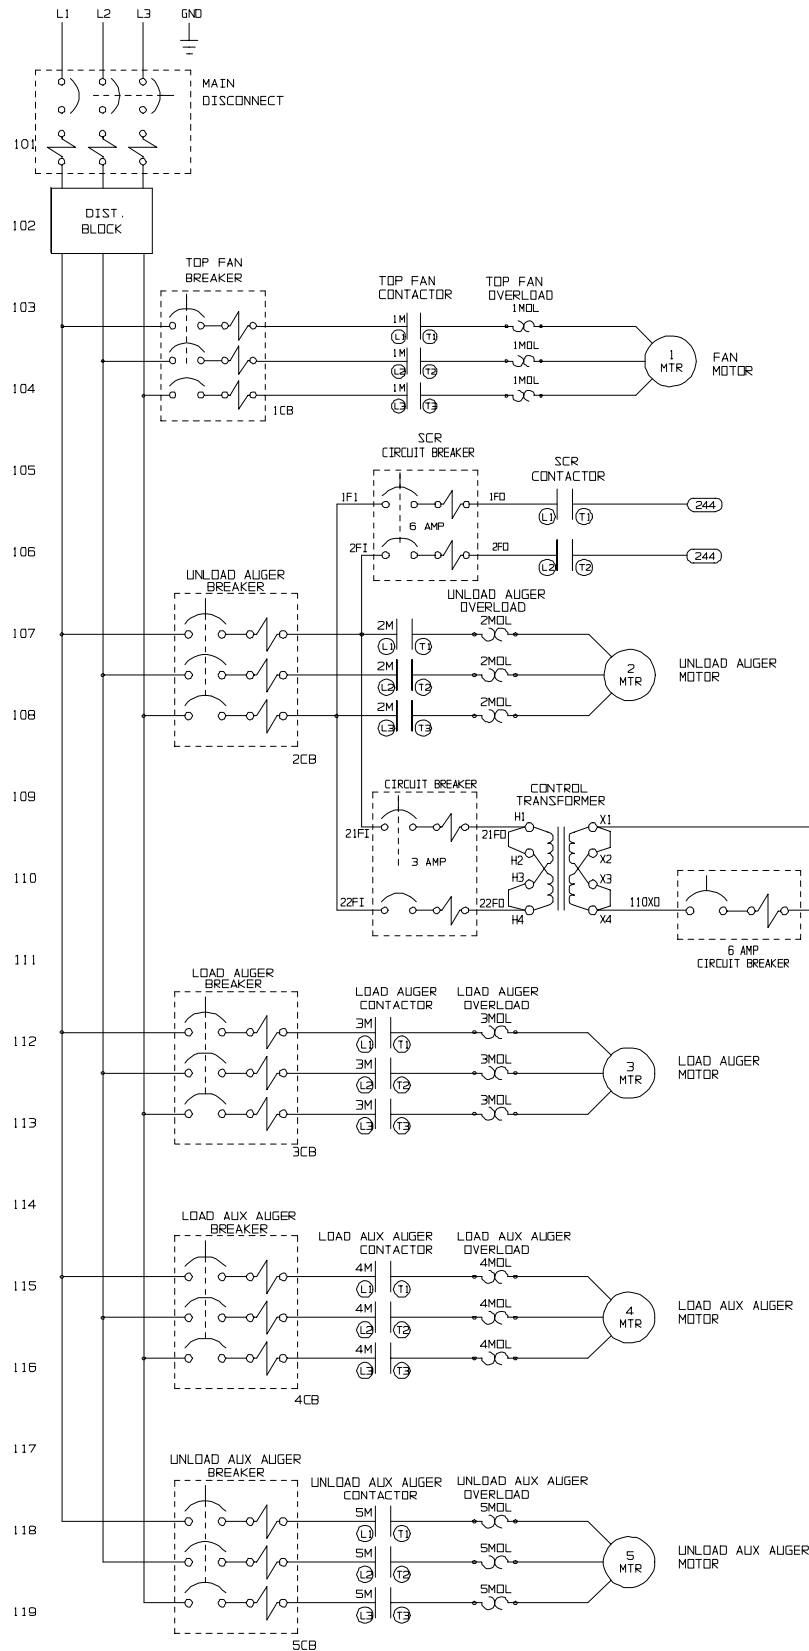 L1 L2 L3 GND
MAIN
DISCONNECT
101
DIST.
BLOCK
102
TOP FAN
BREAKER
TOP FAN
CONTACTOR
TOP FAN
OVERLOAD
103
1M 1MOL
L1 T1
1M 1MOL
L2 T2
1
MTR
FAN
MOTOR
104
1M 1MOL
L3 T3
1CB
SCR
CIRCUIT BREAKER
105
SCR
CONTACTOR
1F1 1FO
L1 T1
244
6 AMP
106
2FI 2FO
L2 T2
244
UNLOAD AUGER
BREAKER
UNLOAD AUGER
OVERLOAD
107
2M 2MOL
L1 T1
2M 2MOL
L2 T2
2
MTR
UNLOAD AUGER
MOTOR
108
2M 2MOL
L3 T3
2CB
109
CIRCUIT BREAKER
CONTROL
TRANSFORMER
21FI 21FO
H1 X1
H2 X2
3 AMP
110
H3 X3
22FI 22FO
H4 X4
110XO
6 AMP
CIRCUIT BREAKER
111
LOAD AUGER
BREAKER
LOAD AUGER
CONTACTOR
LOAD AUGER
OVERLOAD
112
3M 3MOL
L1 T1
3M 3MOL
L2 T2
3
MTR
LOAD AUGER
MOTOR
113
3M 3MOL
L3 T3
3CB
114
LOAD AUX AUGER
BREAKER
LOAD AUX AUGER
CONTACTOR
LOAD AUX AUGER
OVERLOAD
115
4M 4MOL
L1 T1
4M 4MOL
L2 T2
4
MTR
LOAD AUX AUGER
MOTOR
116
4M 4MOL
L3 T3
4CB
117
UNLOAD AUX AUGER
BREAKER
UNLOAD AUX AUGER
CONTACTOR
UNLOAD AUX AUGER
OVERLOAD
118
5M 5MOL
L1 T1
5M 5MOL
L2 T2
5
MTR
UNLOAD AUX AUGER
MOTOR
119
5M 5MOL
L3 T3
5CB